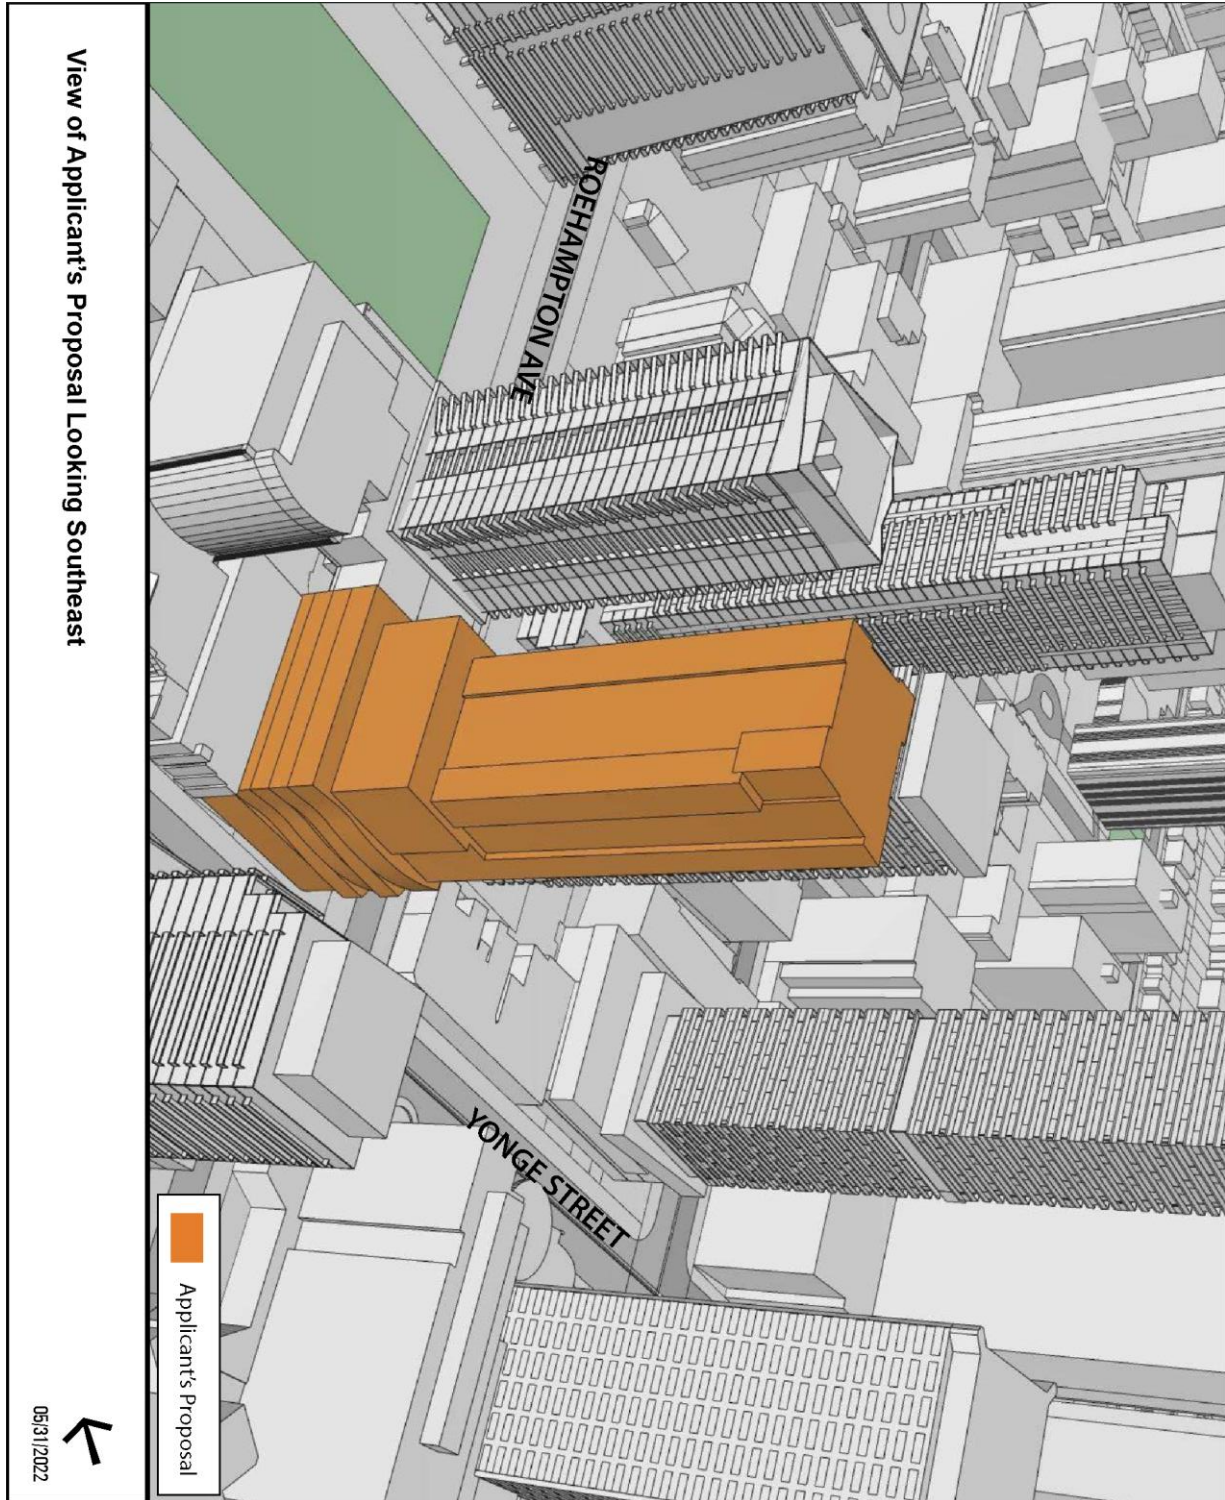 ROEHAMPTON AVE
YONGE STREET
Applicant's Proposal
View of Applicant's Proposal Looking Southeast
05/31/2022